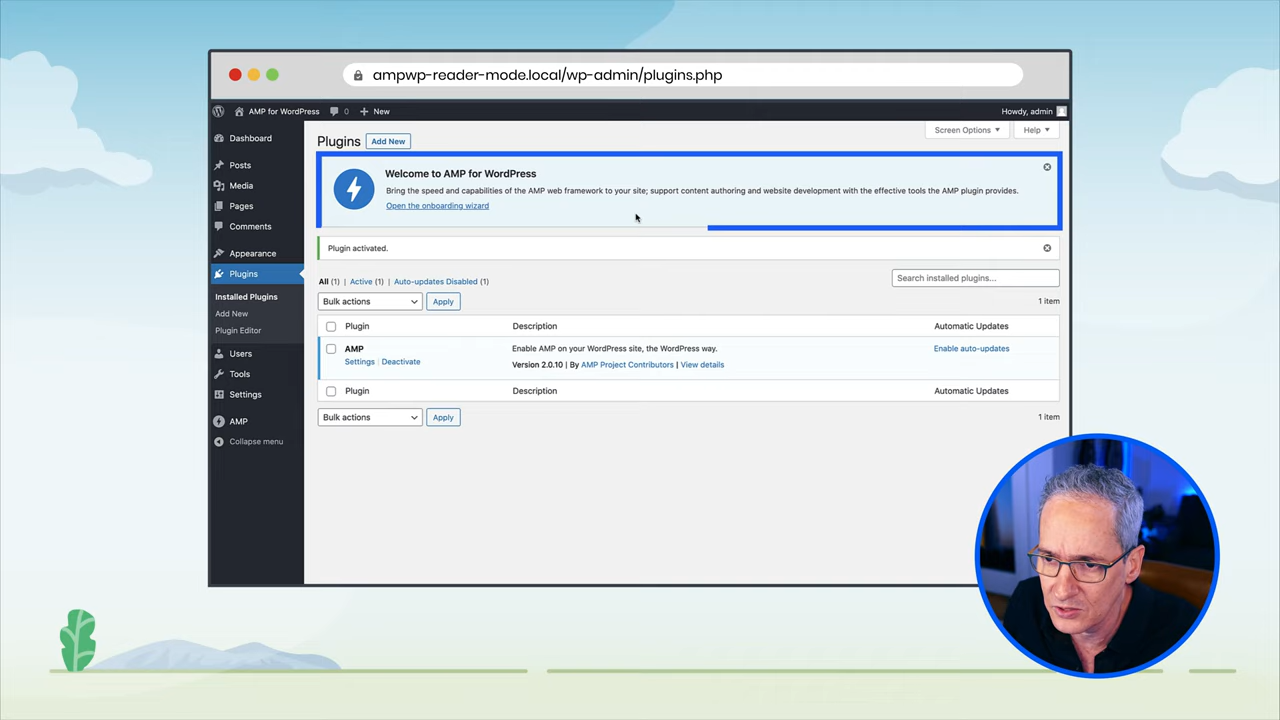 ampwp-reader-mode.local/wp-admin/plugins.php
AMP for WordPress 0 New Howdy, admin
Dashboard
Posts
Media
Pages
Comments
Appearance
Plugins
Installed Plugins
Add New
Plugin Editor
Users
Tools
Settings
AMP
Collapse menu
Screen Options Help
Plugins Add New
Welcome to AMP for WordPress
Bring the speed and capabilities of the AMP web framework to your site; support content authoring and website development with the effective tools the AMP plugin provides.
Open the onboarding wizard
Plugin activated.
All (1) | Active (1) | Auto-updates Disabled (1)
Search installed plugins...
Bulk actions Apply 1 item
Plugin Description Automatic Updates
AMP Enable AMP on your WordPress site, the WordPress way. Enable auto-updates
Settings | Deactivate Version 2.0.10 | By AMP Project Contributors | View details
Plugin Description Automatic Updates
Bulk actions Apply 1 item